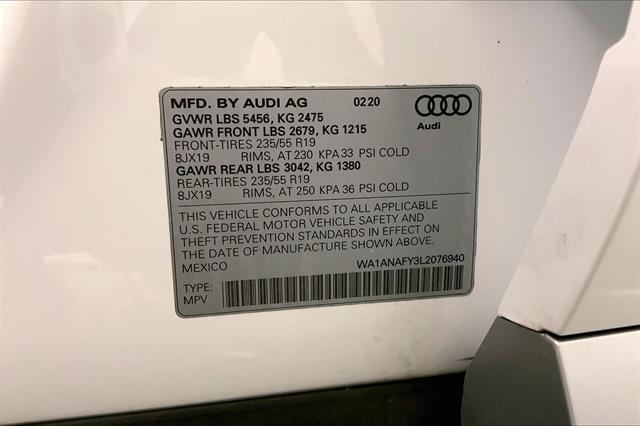 MFD. BY AUDI AG 02 20
Audi
GVWR LBS 5456, KG 2475
GAWR FRONT LBS 2679, KG 1215
FRONT-TIRES 235/55 R19
8JX19 RIMS, AT 230 KPA 33 PSI COLD
GAWR REAR LBS 3042, KG 1380
REAR-TIRES 235/55 R19
8JX19 RIMS, AT 250 KPA 36 PSI COLD
THIS VEHICLE CONFORMS TO ALL APPLICABLE
U.S. FEDERAL MOTOR VEHICLE SAFETY AND
THEFT PREVENTION STANDARDS IN EFFECT ON
THE DATE OF MANUFACTURE SHOWN ABOVE.
MEXICO WA1ANAFY3L2076940
TYPE:
MPV